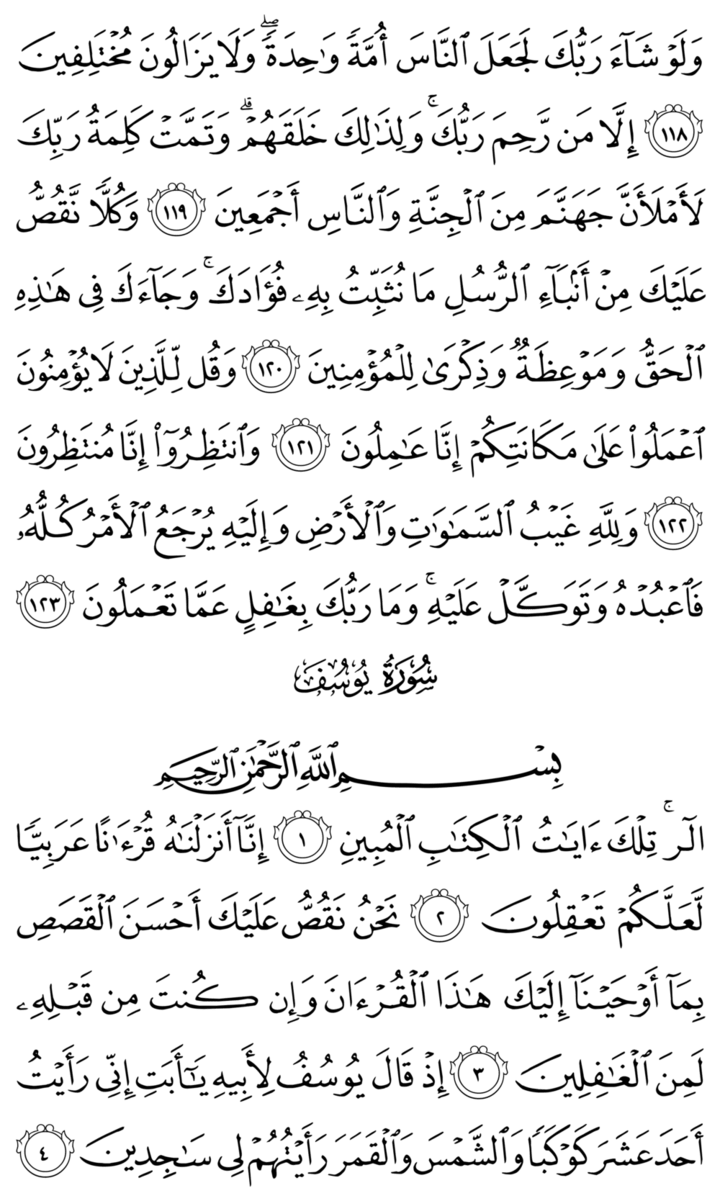 وَلَوْ شَآءَ رَبُّكَ لَجَعَلَ ٱلنَّاسَ أُمَّةً وَٰحِدَةً ۖ وَلَا يَزَالُونَ مُخْتَلِفِينَ
١١٨ إِلَّا مَن رَّحِمَ رَبُّكَ ۚ وَلِذَٰلِكَ خَلَقَهُمْ ۗ وَتَمَّتْ كَلِمَةُ رَبِّكَ
لَأَمْلَأَنَّ جَهَنَّمَ مِنَ ٱلْجِنَّةِ وَٱلنَّاسِ أَجْمَعِينَ ١١٩ وَكُلًّا نَّقُصُّ
عَلَيْكَ مِنْ أَنۢبَآءِ ٱلرُّسُلِ مَا نُثَبِّتُ بِهِۦ فُؤَادَكَ ۚ وَجَآءَكَ فِى هَٰذِهِ
ٱلْحَقُّ وَمَوْعِظَةٌ وَذِكْرَىٰ لِلْمُؤْمِنِينَ ١٢٠ وَقُل لِّلَّذِينَ لَا يُؤْمِنُونَ
ٱعْمَلُوا۟ عَلَىٰ مَكَانَتِكُمْ إِنَّا عَٰمِلُونَ ١٢١ وَٱنتَظِرُوٓا۟ إِنَّا مُنتَظِرُونَ
١٢٢ وَلِلَّهِ غَيْبُ ٱلسَّمَٰوَٰتِ وَٱلْأَرْضِ وَإِلَيْهِ يُرْجَعُ ٱلْأَمْرُ كُلُّهُۥ
فَٱعْبُدْهُ وَتَوَكَّلْ عَلَيْهِ ۚ وَمَا رَبُّكَ بِغَٰفِلٍ عَمَّا تَعْمَلُونَ ١٢٣
سُورَةُ يُوسُفَ
بِسْمِ ٱللَّهِ ٱلرَّحْمَٰنِ ٱلرَّحِيمِ
الٓر ۚ تِلْكَ ءَايَٰتُ ٱلْكِتَٰبِ ٱلْمُبِينِ ١ إِنَّآ أَنزَلْنَٰهُ قُرْءَٰنًا عَرَبِيًّا
لَّعَلَّكُمْ تَعْقِلُونَ ٢ نَحْنُ نَقُصُّ عَلَيْكَ أَحْسَنَ ٱلْقَصَصِ
بِمَآ أَوْحَيْنَآ إِلَيْكَ هَٰذَا ٱلْقُرْءَانَ وَإِن كُنتَ مِن قَبْلِهِۦ
لَمِنَ ٱلْغَٰفِلِينَ ٣ إِذْ قَالَ يُوسُفُ لِأَبِيهِ يَٰٓأَبَتِ إِنِّى رَأَيْتُ
أَحَدَ عَشَرَ كَوْكَبًا وَٱلشَّمْسَ وَٱلْقَمَرَ رَأَيْتُهُمْ لِى سَٰجِدِينَ ٤